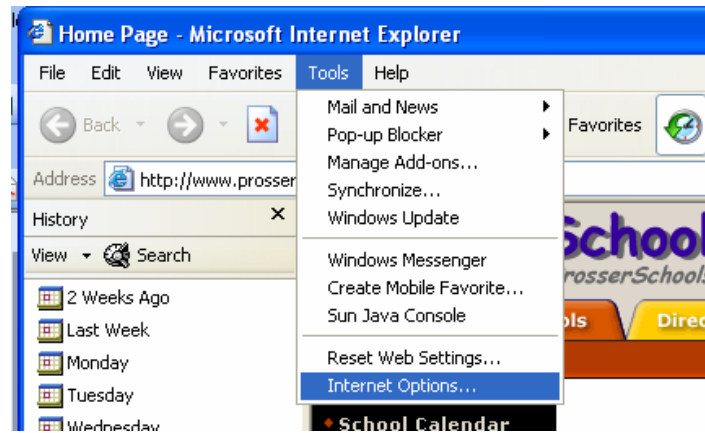 Home Page - Microsoft Internet Explorer
File Edit View Favorites Tools Help
Back Favorites
Address http://www.prosser
History
View Search
2 Weeks Ago
Last Week
Monday
Tuesday
Wednesday
Mail and News
Pop-up Blocker
Manage Add-ons...
Synchronize...
Windows Update
Windows Messenger
Create Mobile Favorite...
Sun Java Console
Reset Web Settings...
Internet Options...
School
rosserSchools
ols Direc
School Calendar